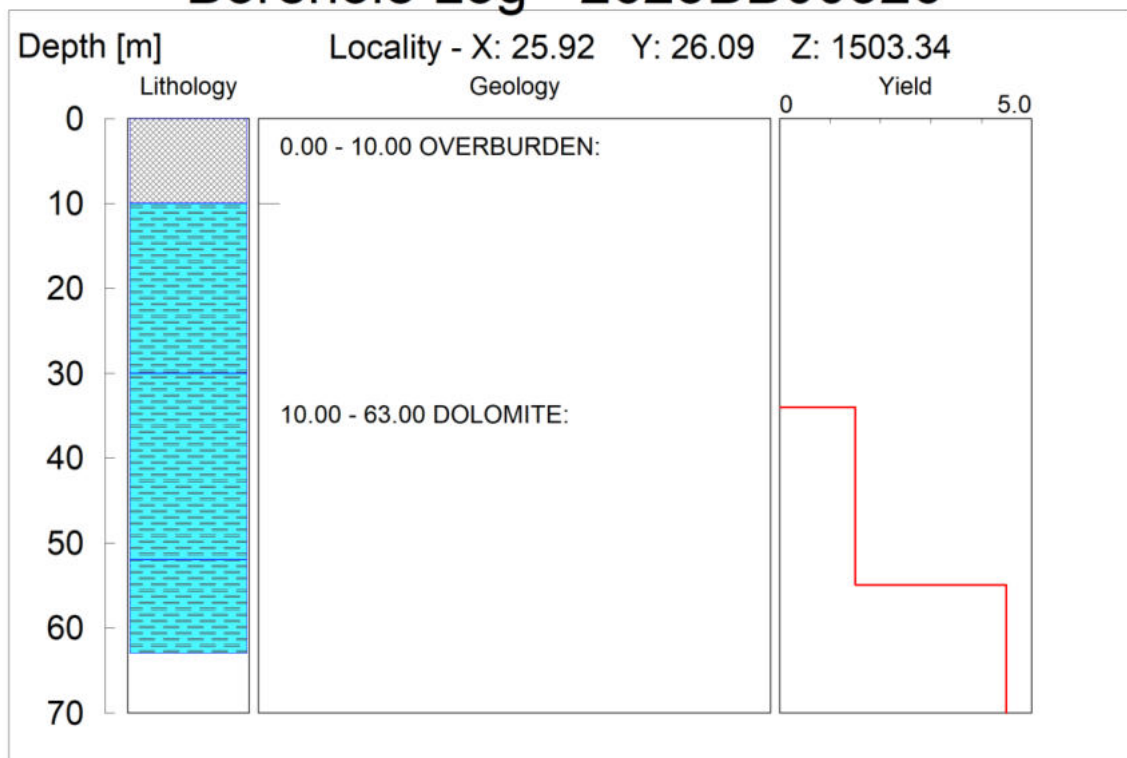 Depth [m] Locality - X: 25.92 Y: 26.09 Z: 1503.34
Lithology Geology Yield
0 5.0
0
0.00 - 10.00 OVERBURDEN:
10
20
30
10.00 - 63.00 DOLOMITE:
40
50
60
70